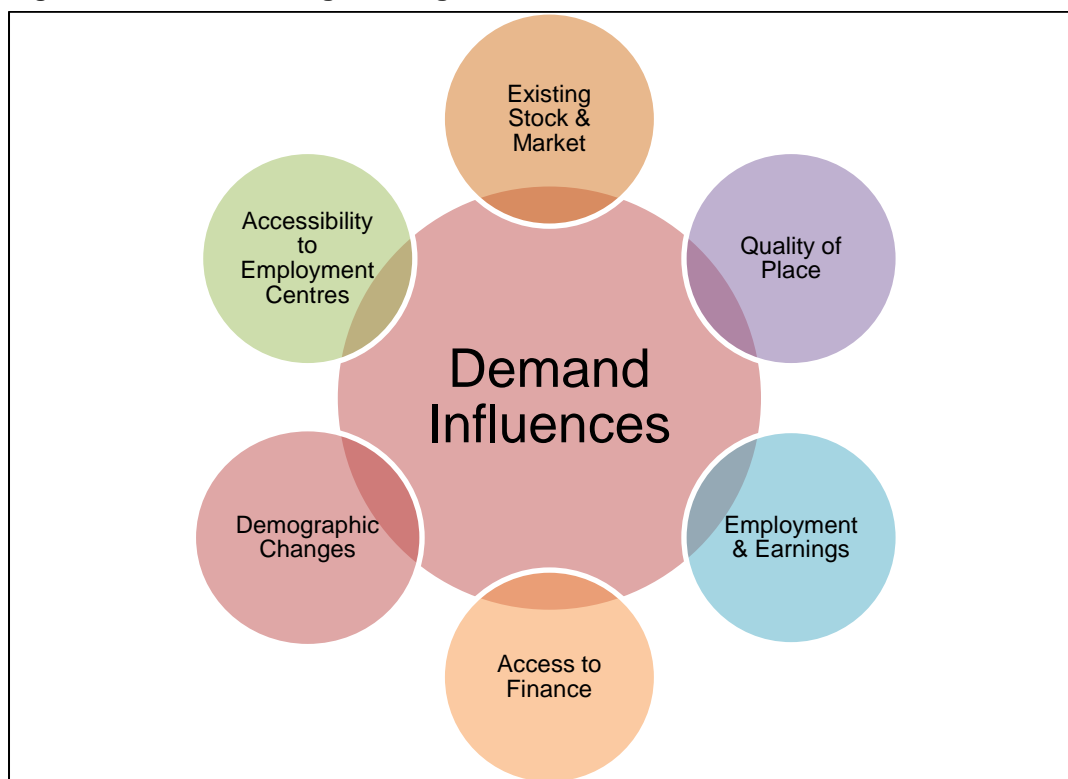 Existing
Stock &
Market
Quality of
Place
Employment
& Earnings
Access to
Finance
Demographic
Changes
Accessibility
to
Employment
Centres
Demand
Influences